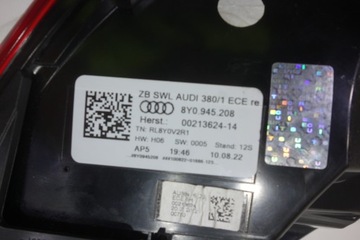 ZB SWL AUDI 380/1 ECE re
8Y0.945.208
Herst.: 00213624-14
TN: RL8Y0V2R1
HW: H06 SW: 0005 Stand: 12S
AP5 19:46 10.08.22